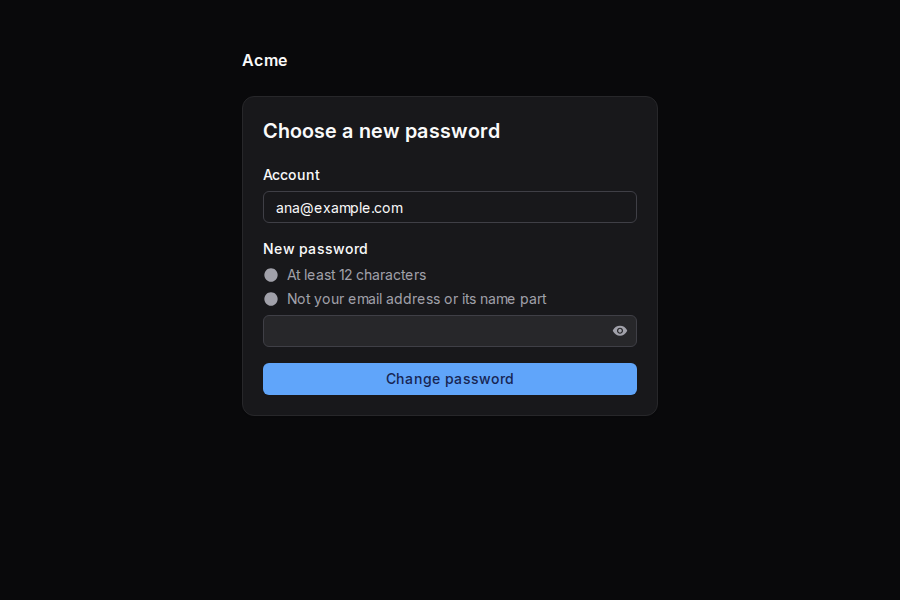 Acme
Choose a new password
Account
ana@example.com
New password
At least 12 characters
Not your email address or its name part
Change password